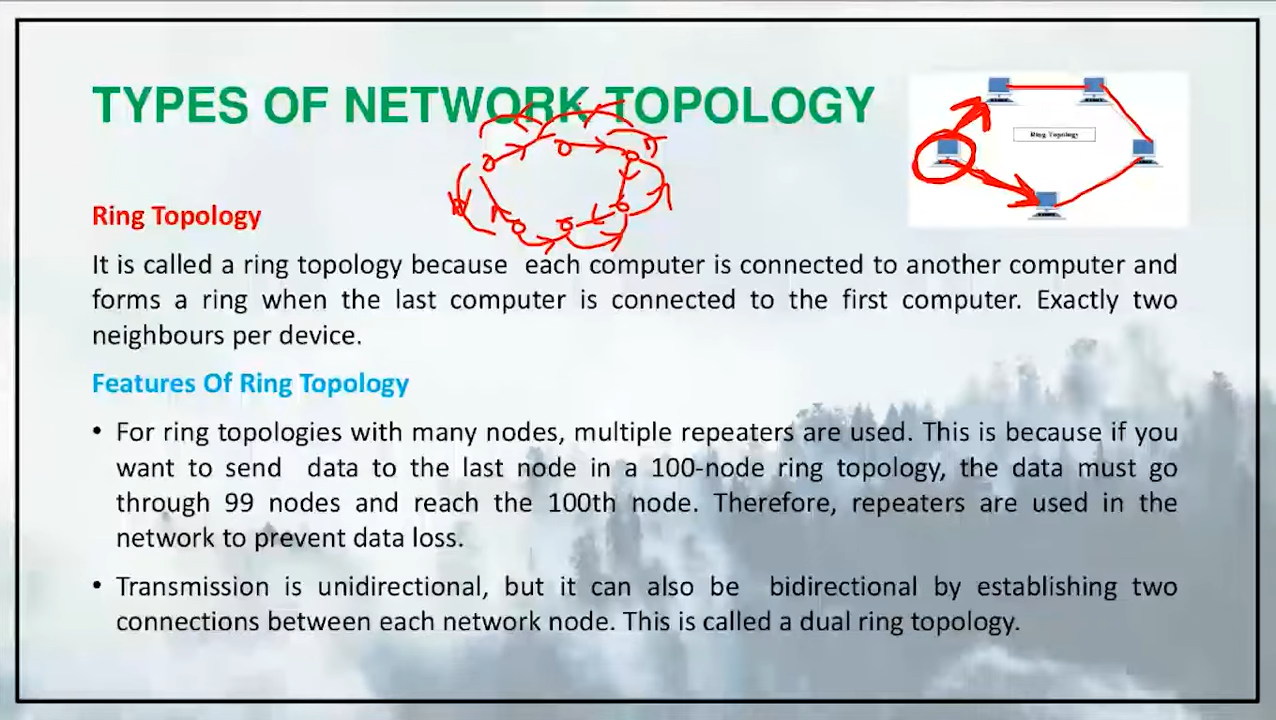 TYPES OF NETWORK TOPOLOGY
Ring Topology
Ring Topology
It is called a ring topology because each computer is connected to another computer and
forms a ring when the last computer is connected to the first computer. Exactly two
neighbours per device.
Features Of Ring Topology
• For ring topologies with many nodes, multiple repeaters are used. This is because if you
want to send data to the last node in a 100-node ring topology, the data must go
through 99 nodes and reach the 100th node. Therefore, repeaters are used in the
network to prevent data loss.
• Transmission is unidirectional, but it can also be bidirectional by establishing two
connections between each network node. This is called a dual ring topology.